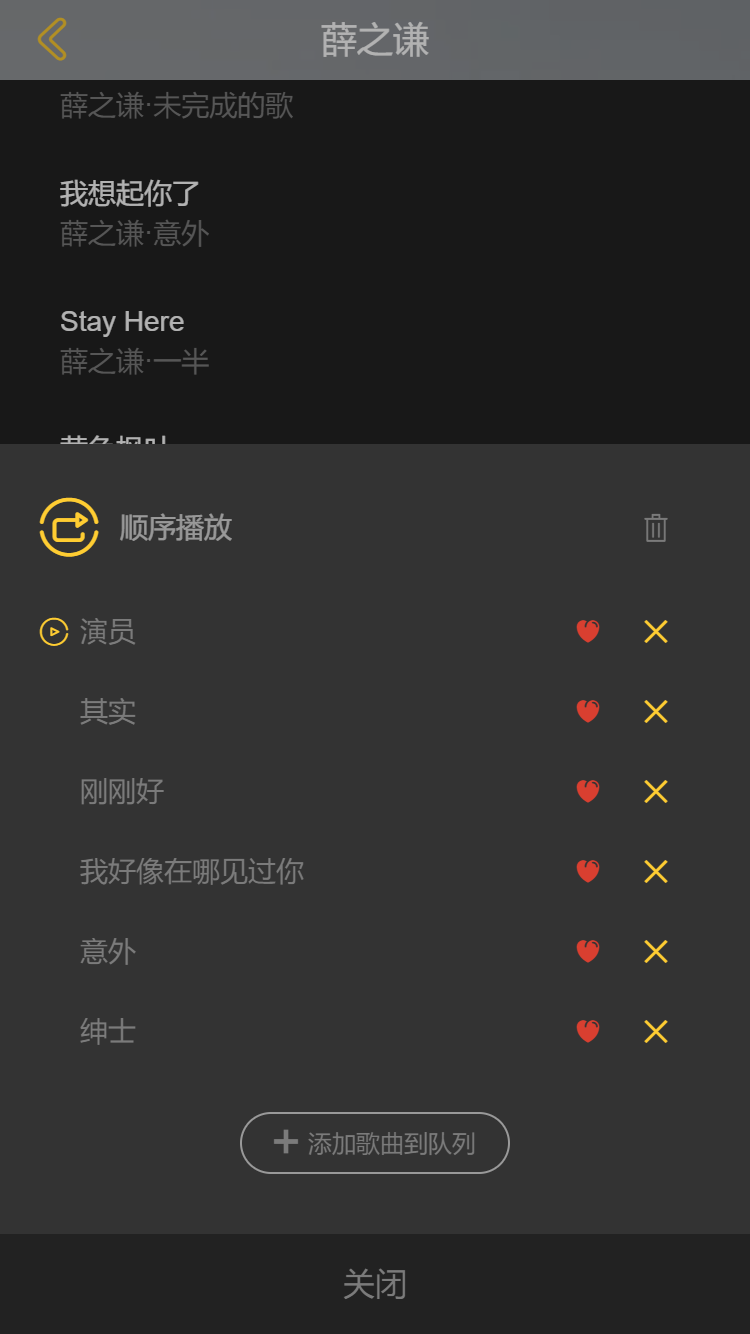 薛之谦
薛之谦·未完成的歌
我想起你了
薛之谦·意外
Stay Here
薛之谦·一半
顺序播放
演员
其实
刚刚好
我好像在哪见过你
意外
绅士
添加歌曲到队列
关闭